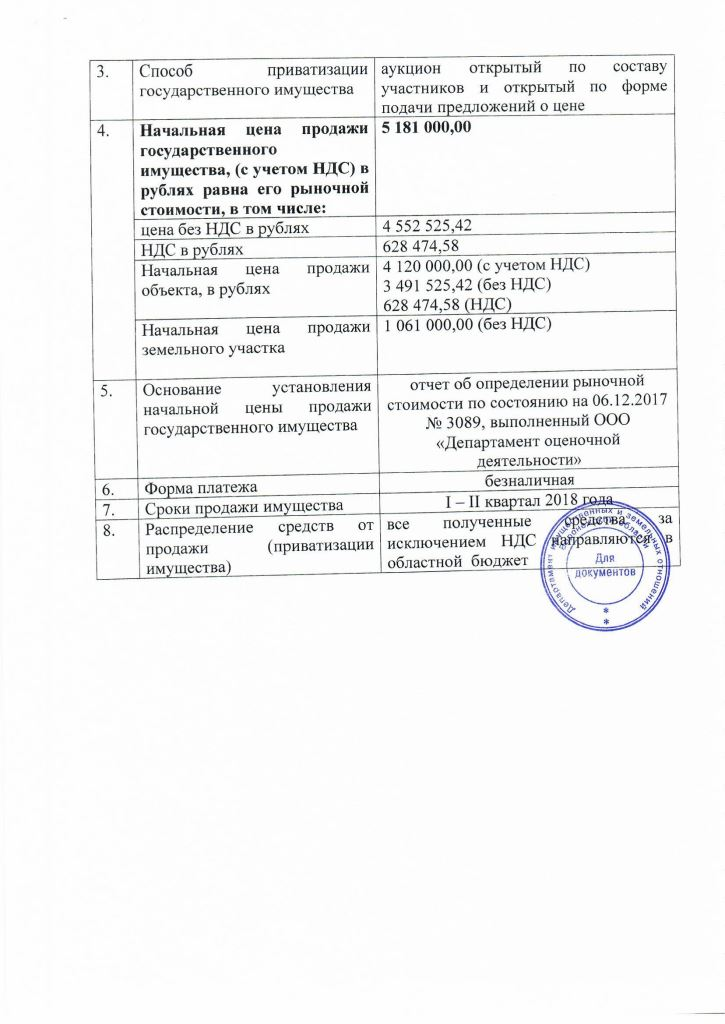 3.
Способ приватизации
государственного имущества
аукцион открытый по составу
участников и открытый по форме
подачи предложений о цене
4.
Начальная цена продажи
государственного
имущества, (с учетом НДС) в
рублях равна его рыночной
стоимости, в том числе:
5 181 000,00
цена без НДС в рублях
4 552 525,42
НДС в рублях
628 474,58
Начальная цена продажи
объекта, в рублях
4 120 000,00 (с учетом НДС)
3 491 525,42 (без НДС)
628 474,58 (НДС)
Начальная цена продажи
земельного участка
1 061 000,00 (без НДС)
5.
Основание установления
начальной цены продажи
государственного имущества
отчет об определении рыночной
стоимости по состоянию на 06.12.2017
№ 3089, выполненный ООО
«Департамент оценочной
деятельности»
6.
Форма платежа
безналичная
7.
Сроки продажи имущества
I – II квартал 2018 года
8.
Распределение средств от
продажи (приватизации
имущества)
все полученные средства за
исключением НДС направляются в
областной бюджет
Департамент имущественных и земельных отношений
области
Для
документов